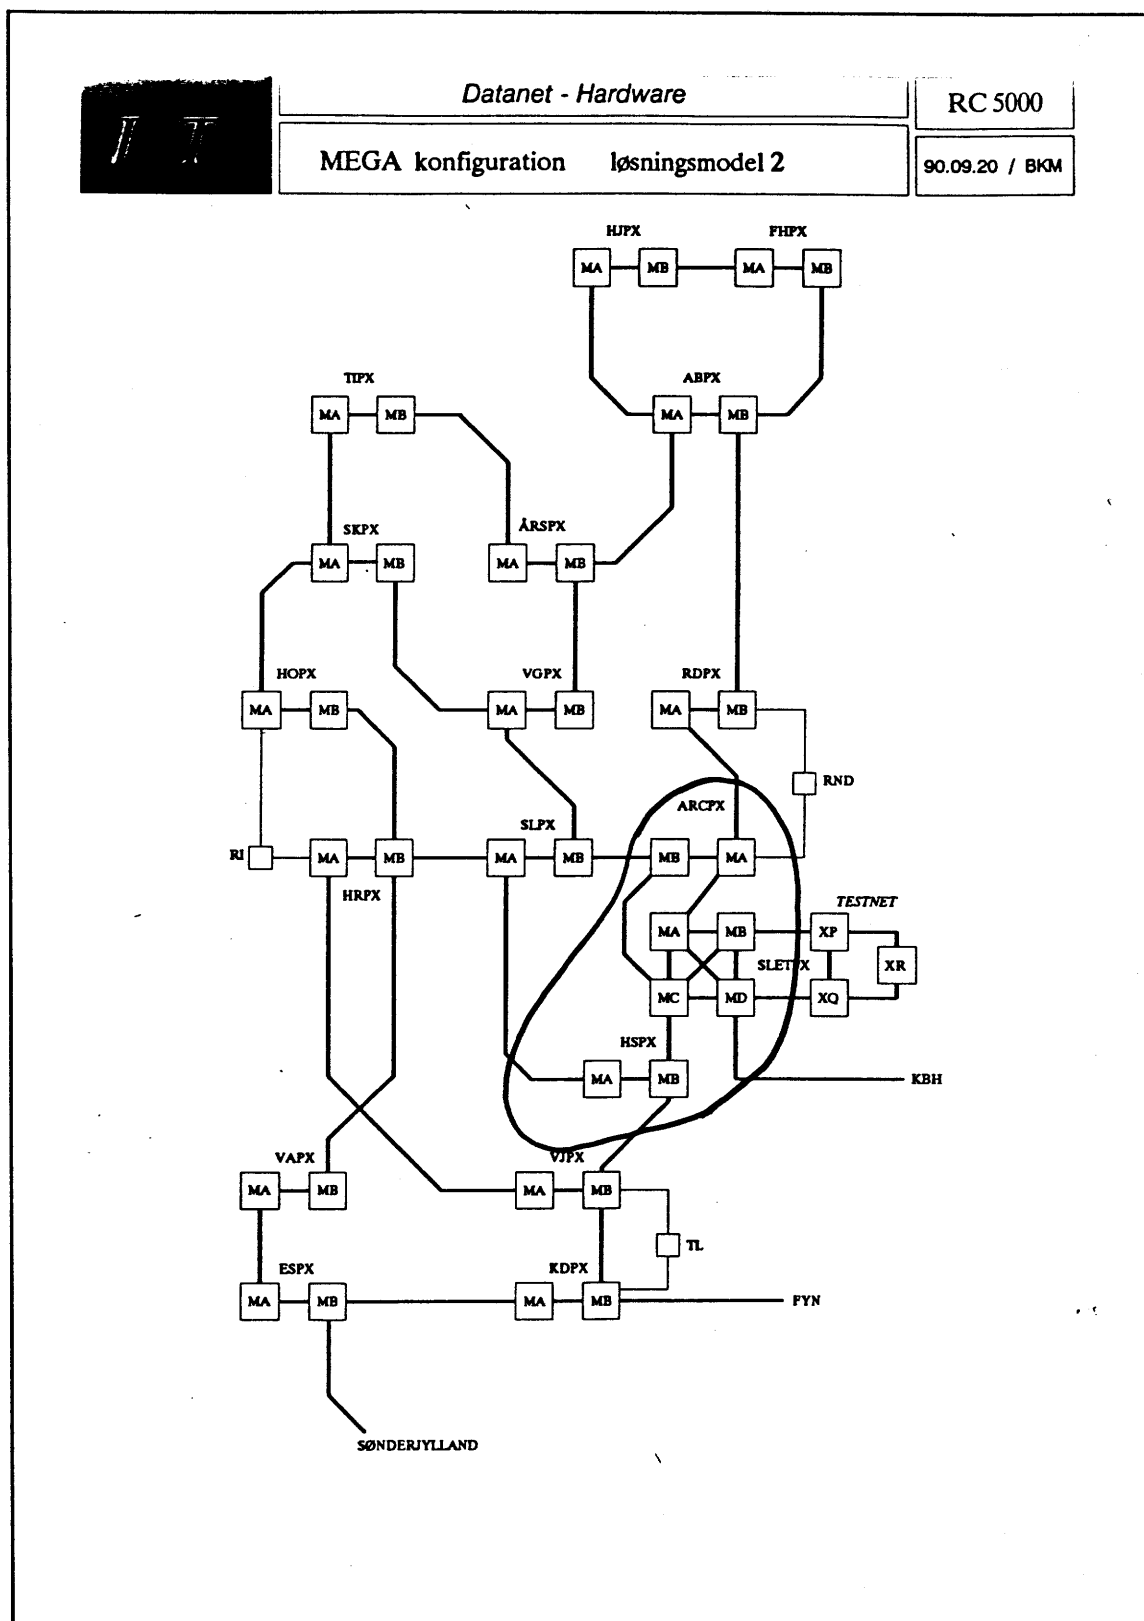 JT
Datanet - Hardware
RC 5000
MEGA konfiguration løsningsmodel 2
90.09.20 / BKM
HJPX FHPX
MA MB MA MB
TIPX ABPX
MA MB MA MB
SKPX ÅRSPX
MA MB MA MB
HOPX VGPX RDPX
MA MB MA MB MA MB
RND
SLPX ARCPX
RI MA MB MA MB MB MA
HRPX
TESTNET
MA MB XP
SLETVX XR
MC MD XQ
HSPX
MA MB KBH
VAPX VJPX
MA MB MA MB
TL
ESPX KDPX
MA MB MA MB FYN
SØNDERJYLLAND